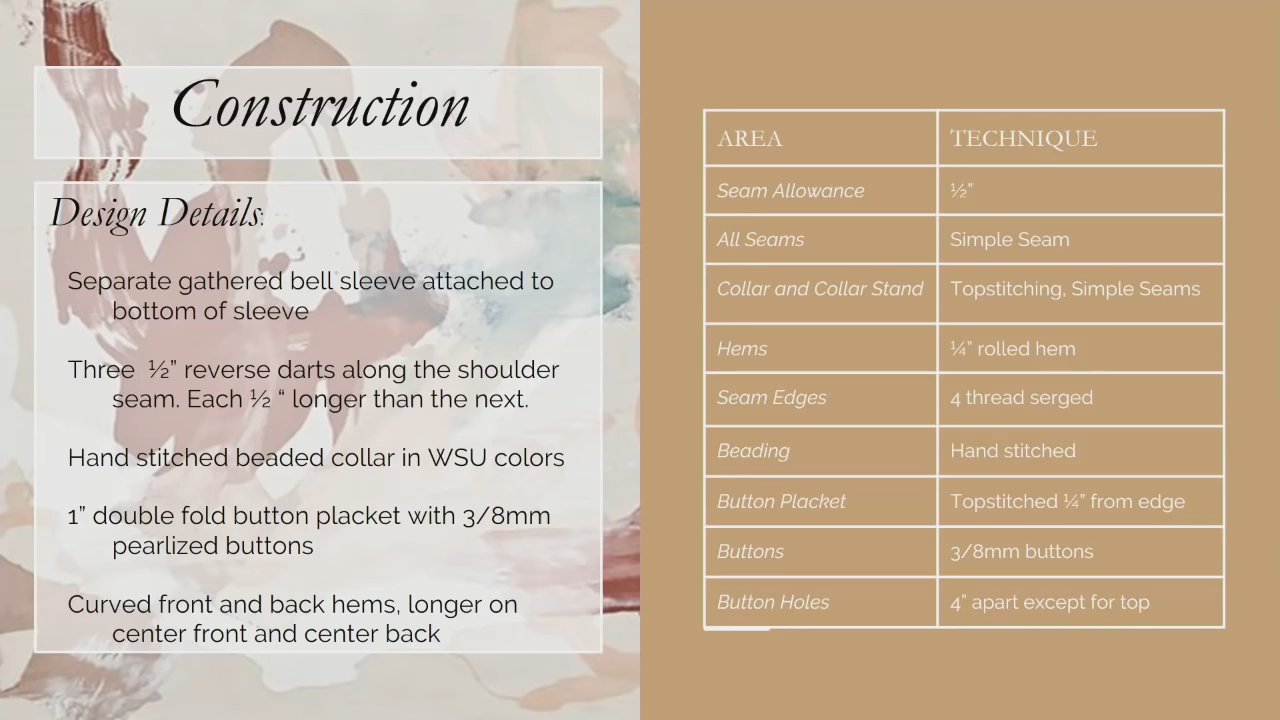 Construction
Design Details:
Separate gathered bell sleeve attached to
bottom of sleeve
Three  ½” reverse darts along the shoulder
seam. Each ½ “ longer than the next.
Hand stitched beaded collar in WSU colors
1” double fold button placket with 3/8mm
pearlized buttons
Curved front and back hems, longer on
center front and center back
AREA TECHNIQUE
Seam Allowance ½”
All Seams Simple Seam
Collar and Collar Stand Topstitching, Simple Seams
Hems ¼” rolled hem
Seam Edges 4 thread serged
Beading Hand stitched
Button Placket Topstitched ¼” from edge
Buttons 3/8mm buttons
Button Holes 4” apart except for top